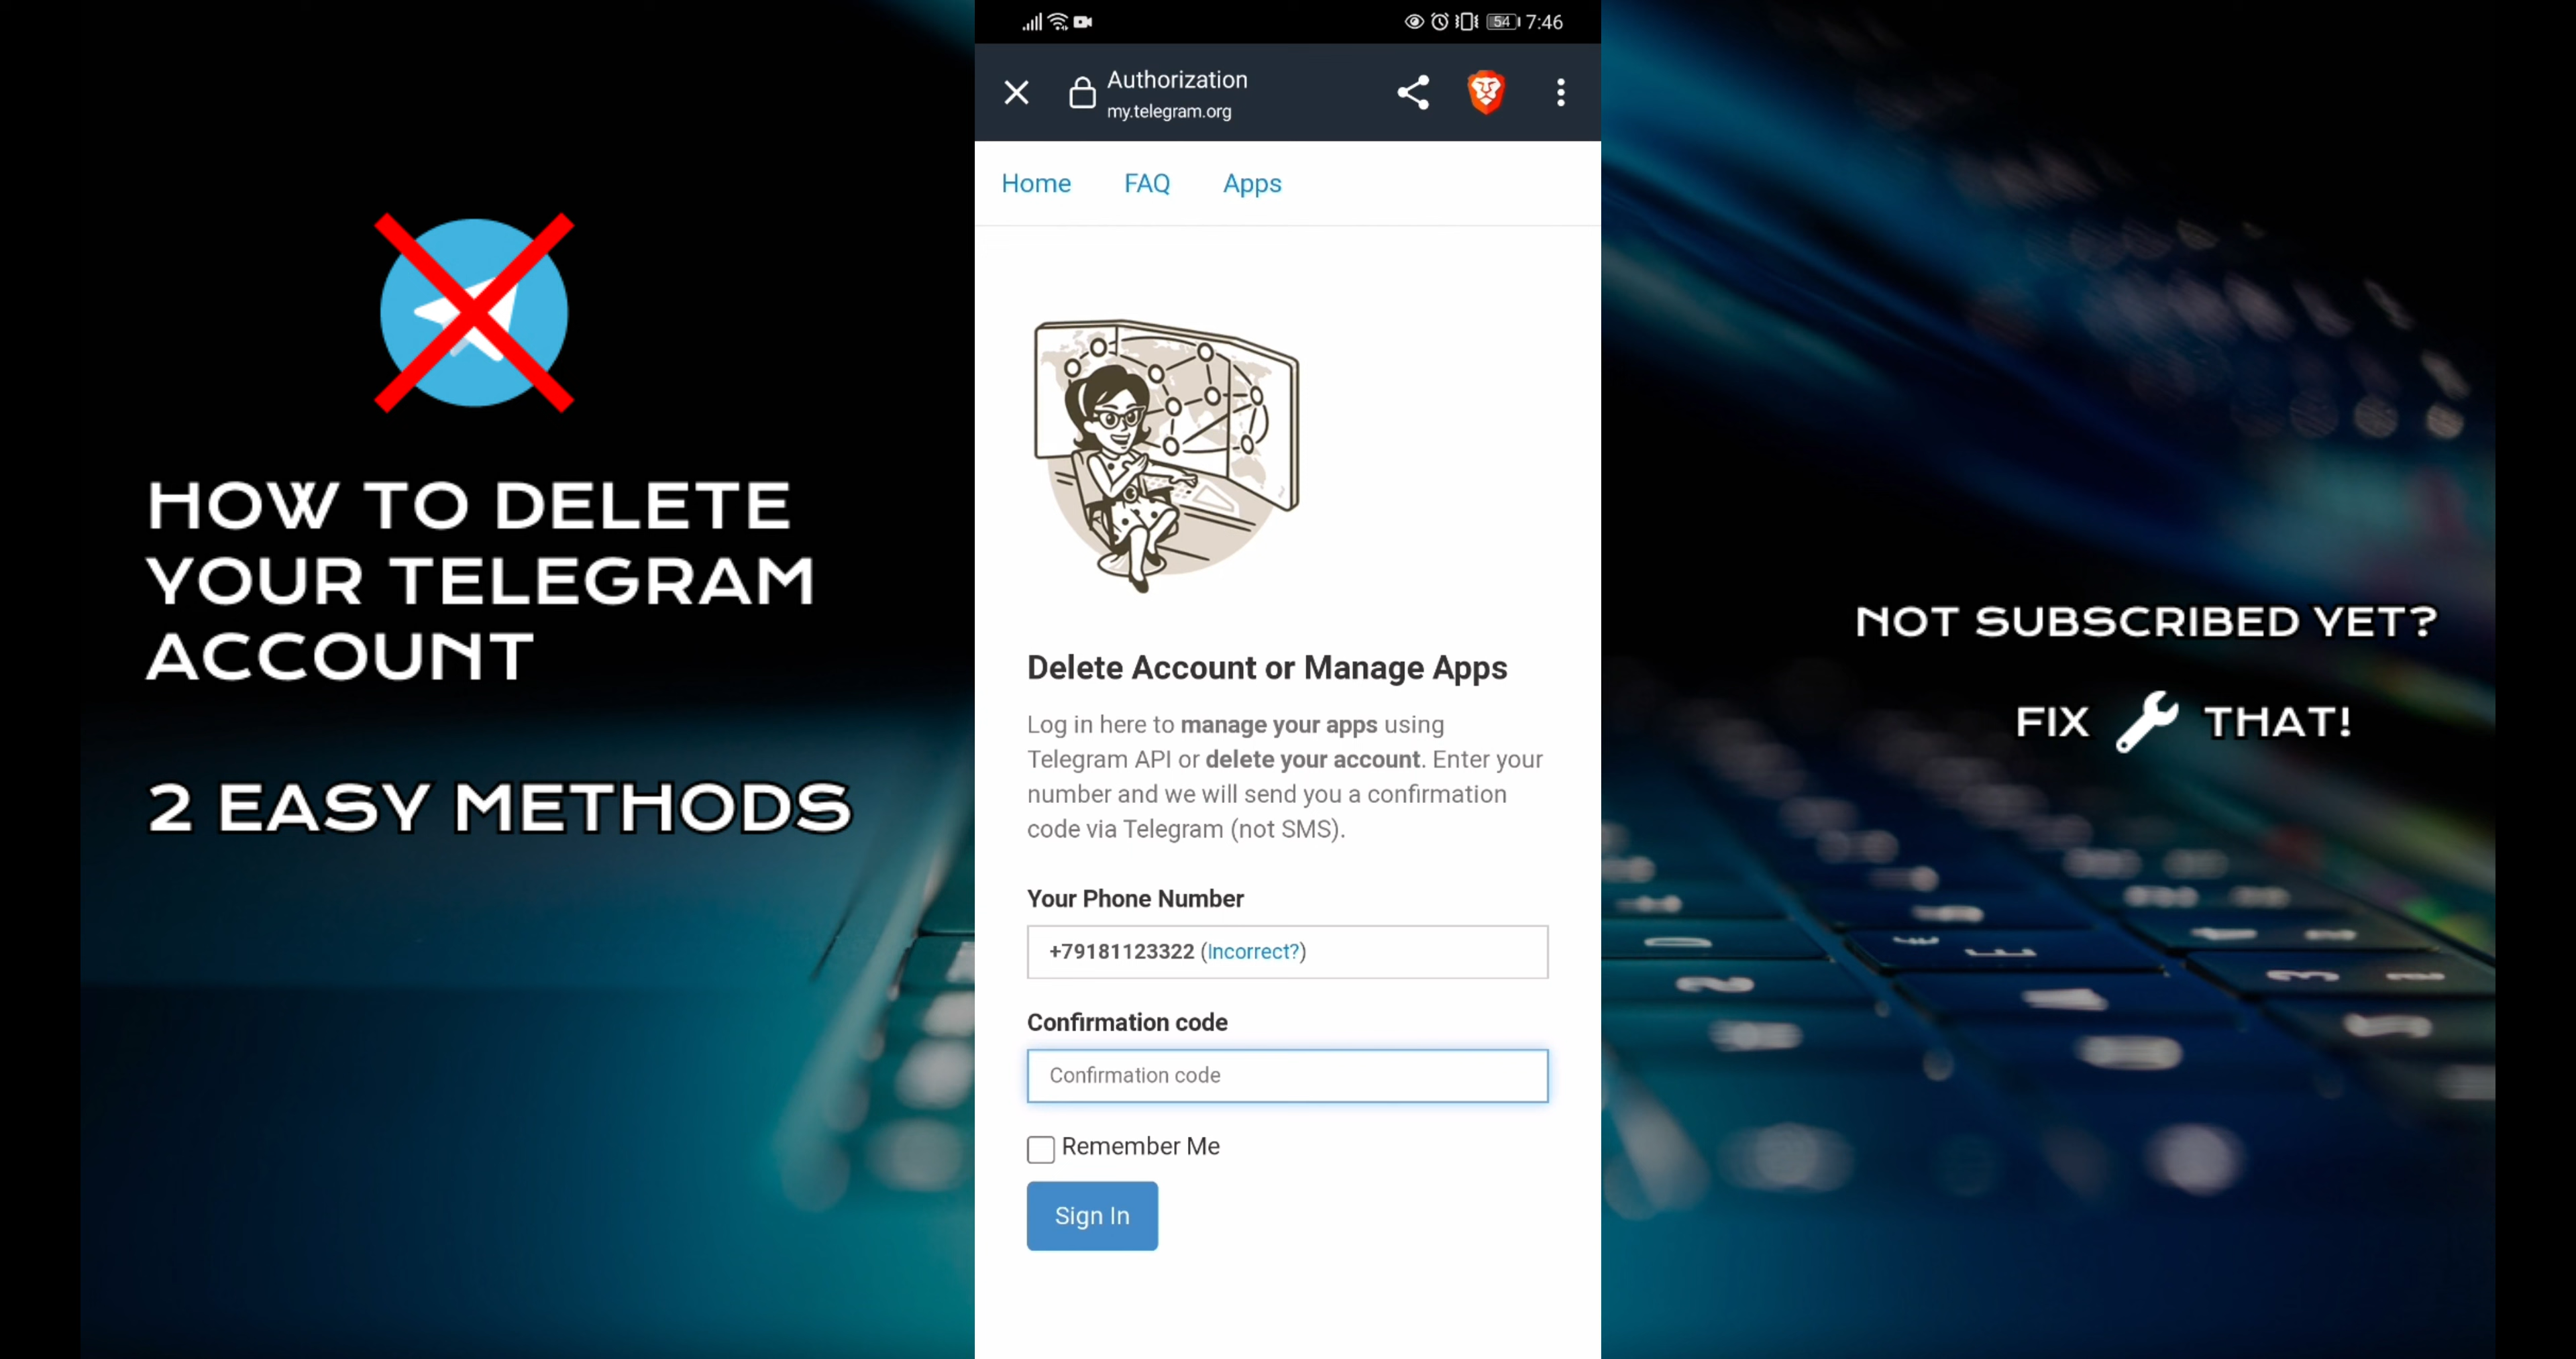 HOW TO DELETE
YOUR TELEGRAM
ACCOUNT
2 EASY METHODS
54 7:46
Authorization
my.telegram.org
Home FAQ Apps
Delete Account or Manage Apps
Log in here to manage your apps using
Telegram API or delete your account. Enter your
number and we will send you a confirmation
code via Telegram (not SMS).
Your Phone Number
+79181123322 (Incorrect?)
Confirmation code
Confirmation code
Remember Me
Sign In
NOT SUBSCRIBED YET?
FIX THAT!